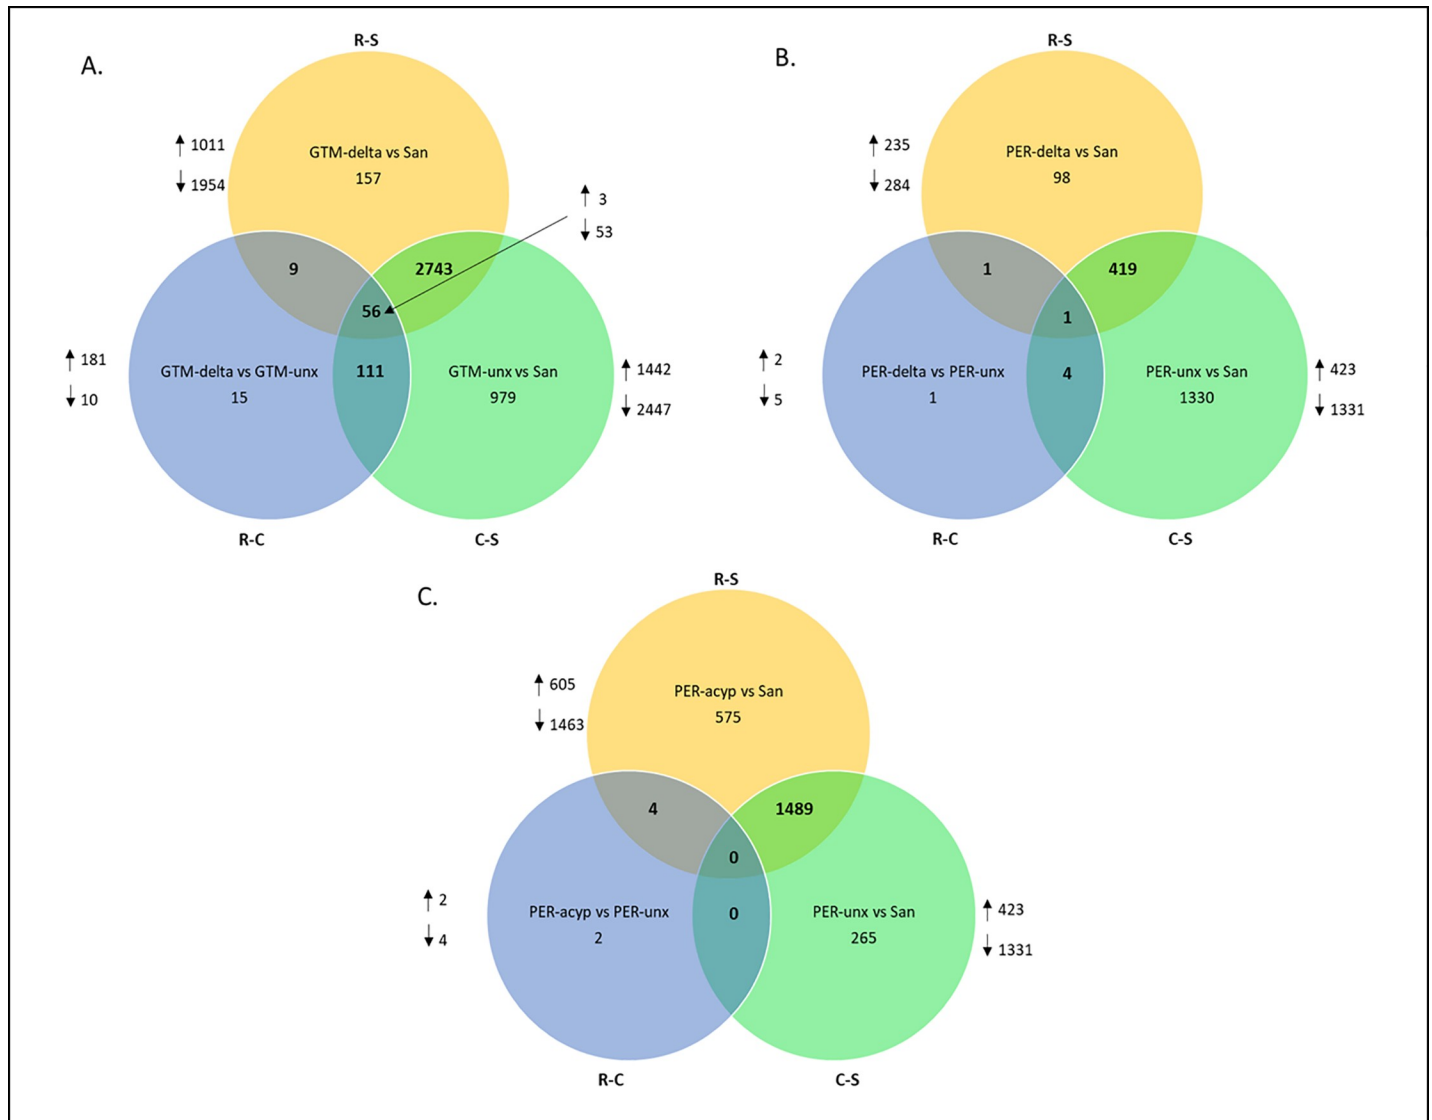 A.
R-S
↑ 1011
↓ 1954
GTM-delta vs San
157
↑ 3
↓ 53
9
2743
56
↑ 181
↓ 10
GTM-delta vs GTM-unx
15
111
GTM-unx vs San
979
↑ 1442
↓ 2447
R-C
C-S
B.
R-S
↑ 235
↓ 284
PER-delta vs San
98
1
419
1
↑ 2
↓ 5
PER-delta vs PER-unx
1
4
PER-unx vs San
1330
↑ 423
↓ 1331
R-C
C-S
C.
R-S
↑ 605
↓ 1463
PER-acyp vs San
575
4
1489
0
↑ 2
↓ 4
PER-acyp vs PER-unx
2
0
PER-unx vs San
265
↑ 423
↓ 1331
R-C
C-S